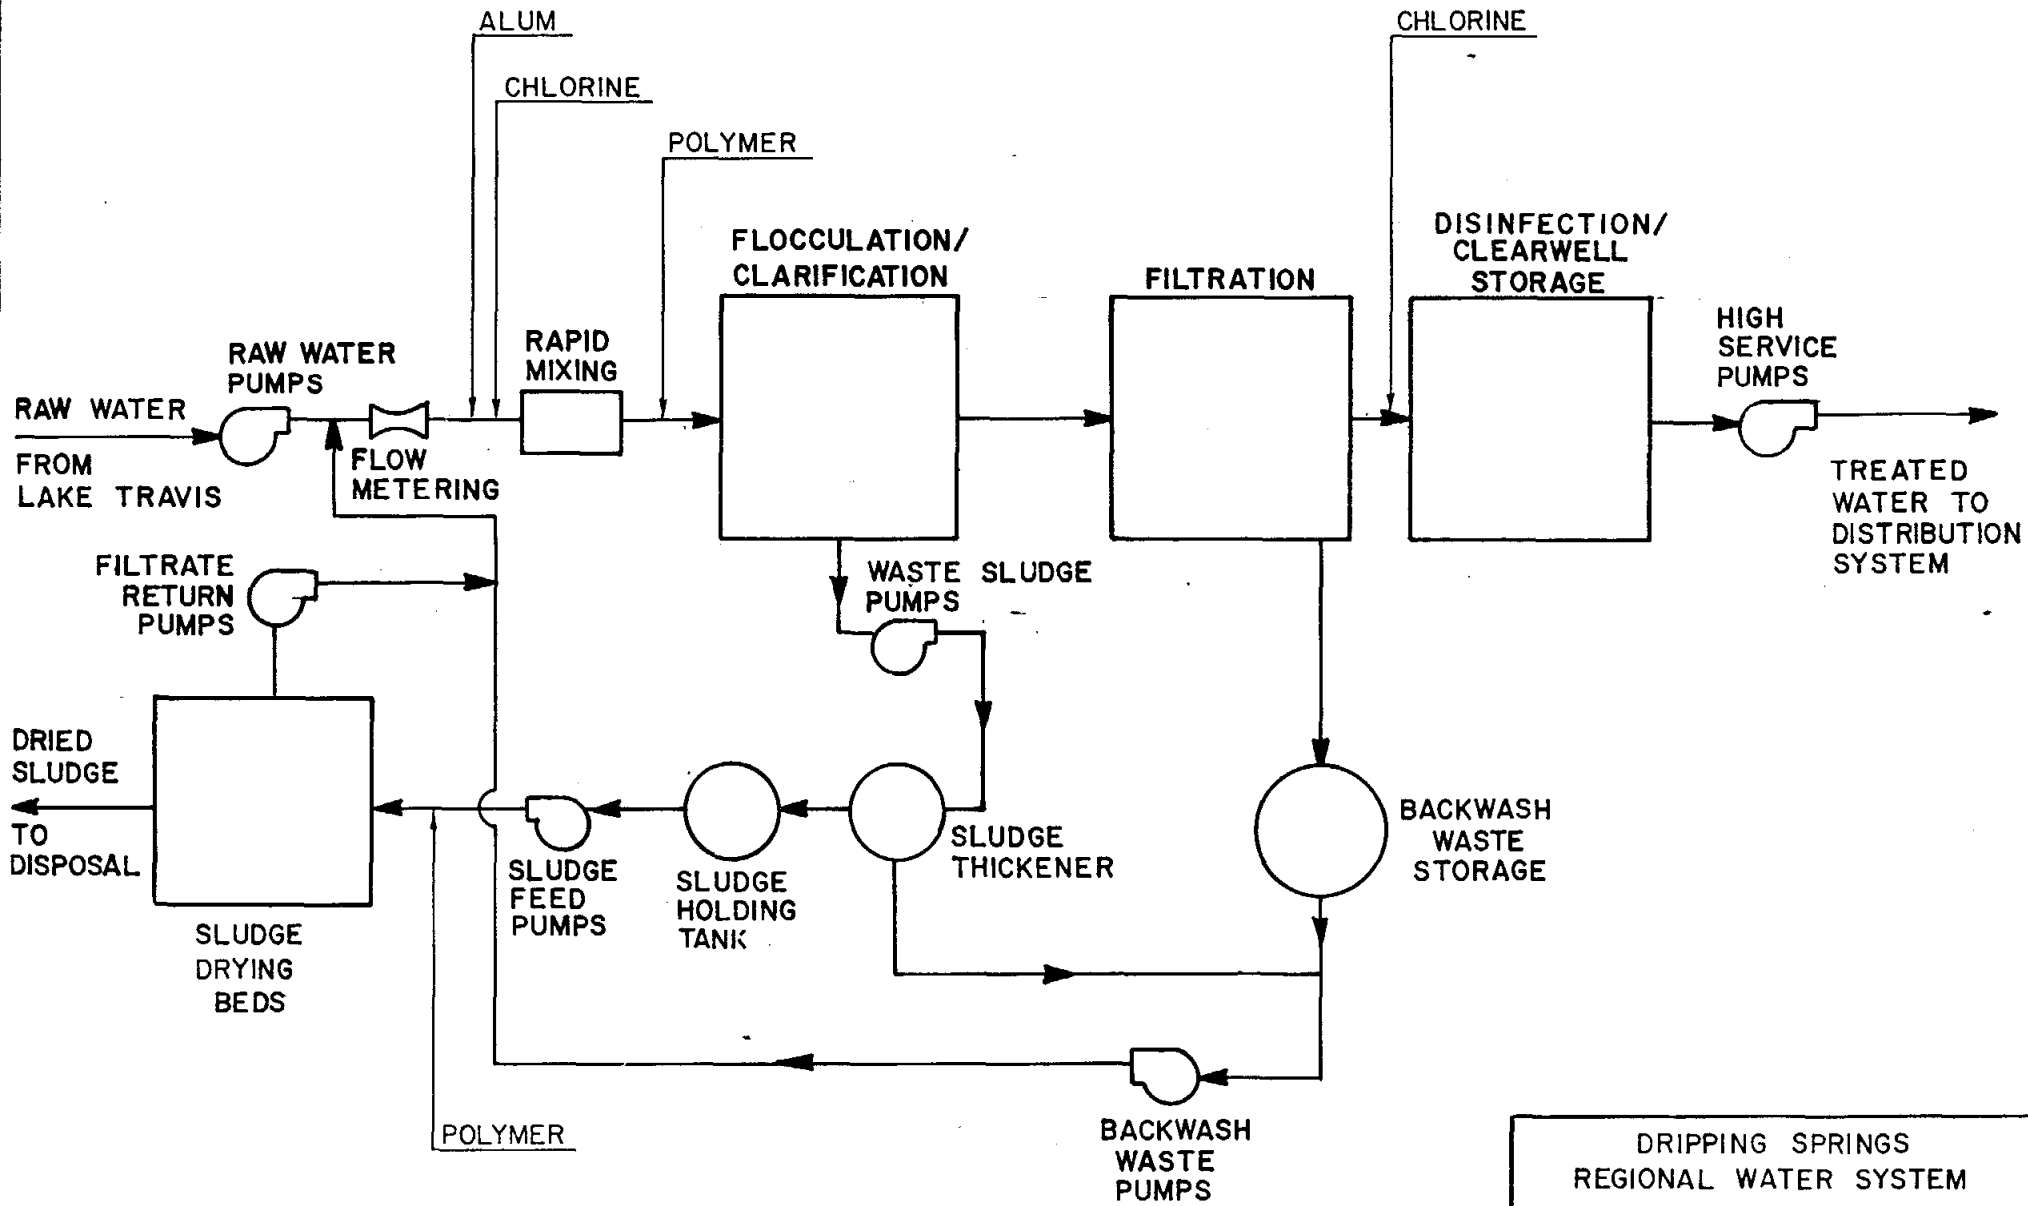 ALUM
CHLORINE
CHLORINE
POLYMER
FLOCCULATION/
CLARIFICATION
FILTRATION
DISINFECTION/
CLEARWELL
STORAGE
HIGH
SERVICE
PUMPS
RAPID
MIXING
RAW WATER
PUMPS
RAW WATER
FROM
LAKE TRAVIS
FLOW
METERING
TREATED
WATER TO
DISTRIBUTION
SYSTEM
FILTRATE
RETURN
PUMPS
WASTE SLUDGE
PUMPS
DRIED
SLUDGE
TO
DISPOSAL
SLUDGE
FEED
PUMPS
SLUDGE
HOLDING
TANK
SLUDGE
THICKENER
BACKWASH
WASTE
STORAGE
SLUDGE
DRYING
BEDS
POLYMER
BACKWASH
WASTE
PUMPS
DRIPPING SPRINGS
REGIONAL WATER SYSTEM